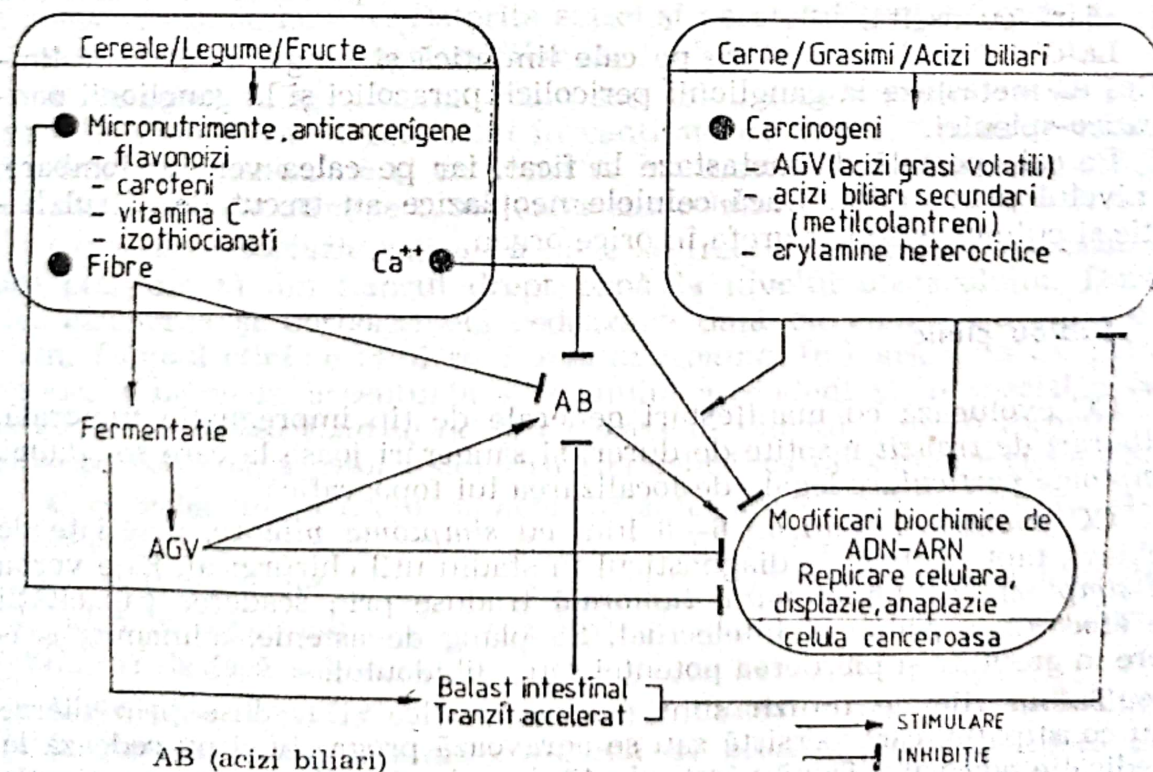 Cereale/Legume/Fructe
Micronutrimente, anticancerigene
- flavonoizi
- caroteni
- vitamina C
- izothiocianati
Fibre
Ca++
Carne/Grasimi/Acizi biliari
Carcinogeni
- AGV (acizi grasi volatili)
- acizi biliari secundari
(metilcolantreni)
- arylamine heterociclice
AB
Fermentatie
AGV
Modificari biochimice de
ADN-ARN
Replicare celulara,
displazie, anaplazie
celula canceroasa
Balast intestinal
Tranzit accelerat
STIMULARE
INHIBITIE
AB (acizi biliari)